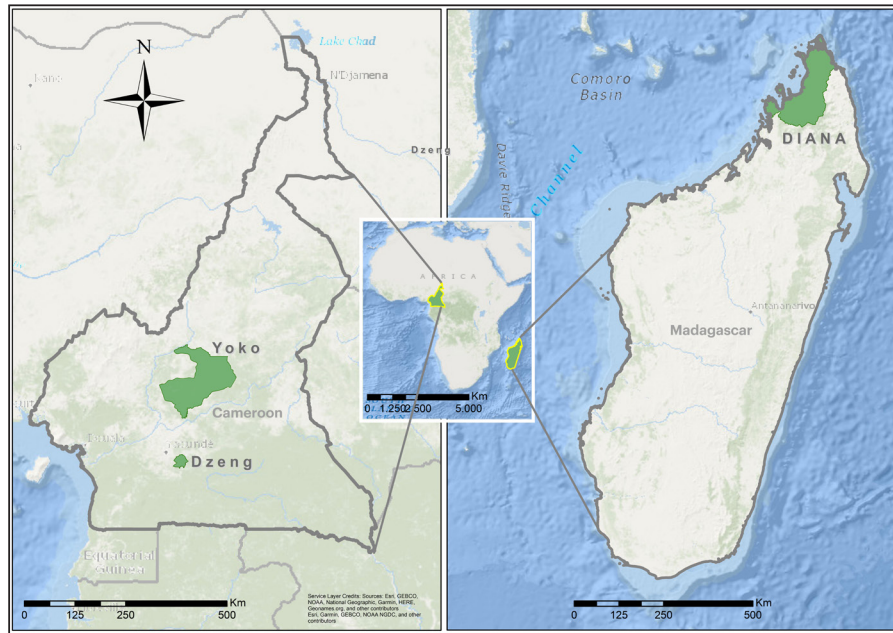 N
Lake Chad
N'Djamena
Dzeng
Yoko
Cameroon
Yaounde
Dzeng
Equatorial
Guinea
Km
0 125 250 500
Service Layer Credits: Sources: Esri, GEBCO,
NOAA, National Geographic, Garmin, HERE,
Geonames.org, and other contributors
Esri, Garmin, GEBCO, NOAA NGDC, and other
contributors
AFRICA
Km
0 1.250 2.500 5.000
OCEAN
Comoro
Basin
Davie Ridge
Channel
DIANA
Antananarivo
Madagascar
Km
0 125 250 500